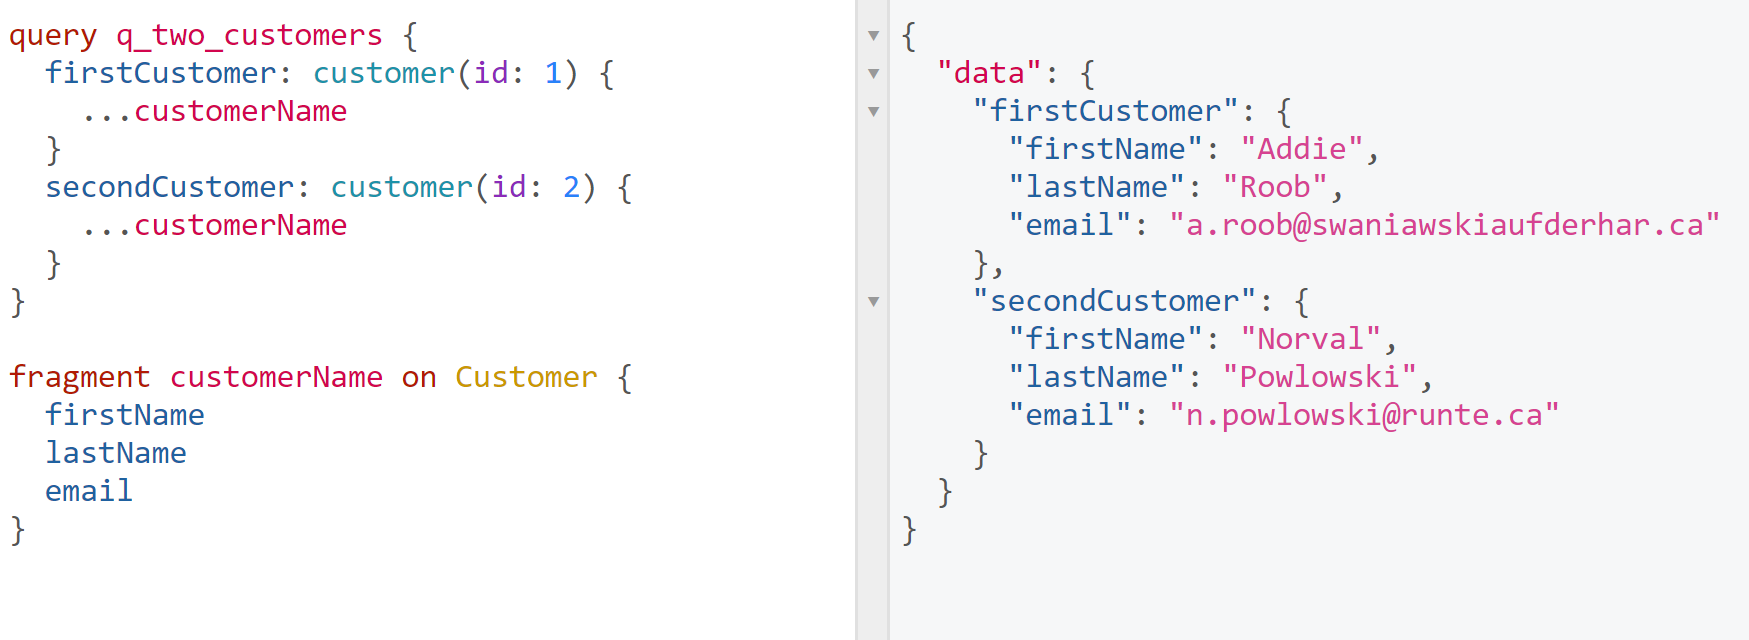 query q_two_customers {
  firstCustomer: customer(id: 1) {
    ...customerName
  }
  secondCustomer: customer(id: 2) {
    ...customerName
  }
}

fragment customerName on Customer {
  firstName
  lastName
  email
}

{
  "data": {
    "firstCustomer": {
      "firstName": "Addie",
      "lastName": "Roob",
      "email": "a.roob@swaniawskiaufderhar.ca"
    },
    "secondCustomer": {
      "firstName": "Norval",
      "lastName": "Powlowski",
      "email": "n.powlowski@runte.ca"
    }
  }
}